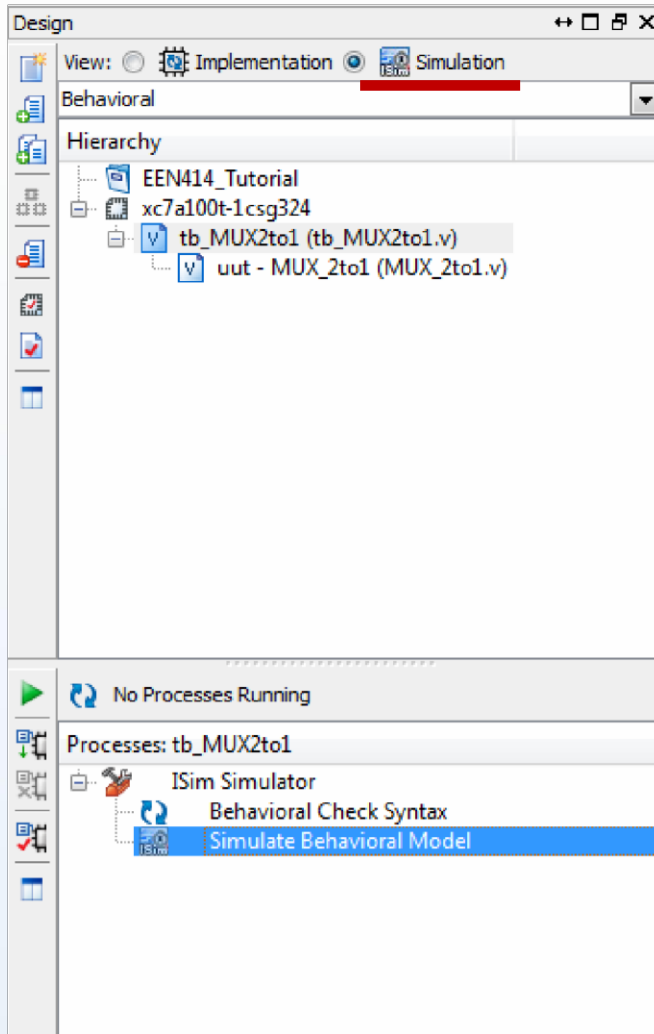 Design
View: Implementation Simulation
Behavioral
Hierarchy
EEN414_Tutorial
xc7a100t-1csg324
tb_MUX2to1 (tb_MUX2to1.v)
uut - MUX_2to1 (MUX_2to1.v)
No Processes Running
Processes: tb_MUX2to1
ISim Simulator
Behavioral Check Syntax
Simulate Behavioral Model